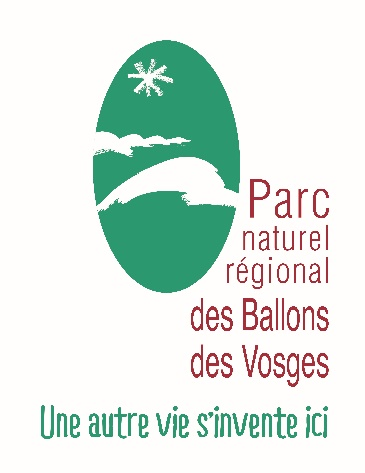 Parc
naturel
régional
des Ballons
des Vosges
Une autre vie s'invente ici